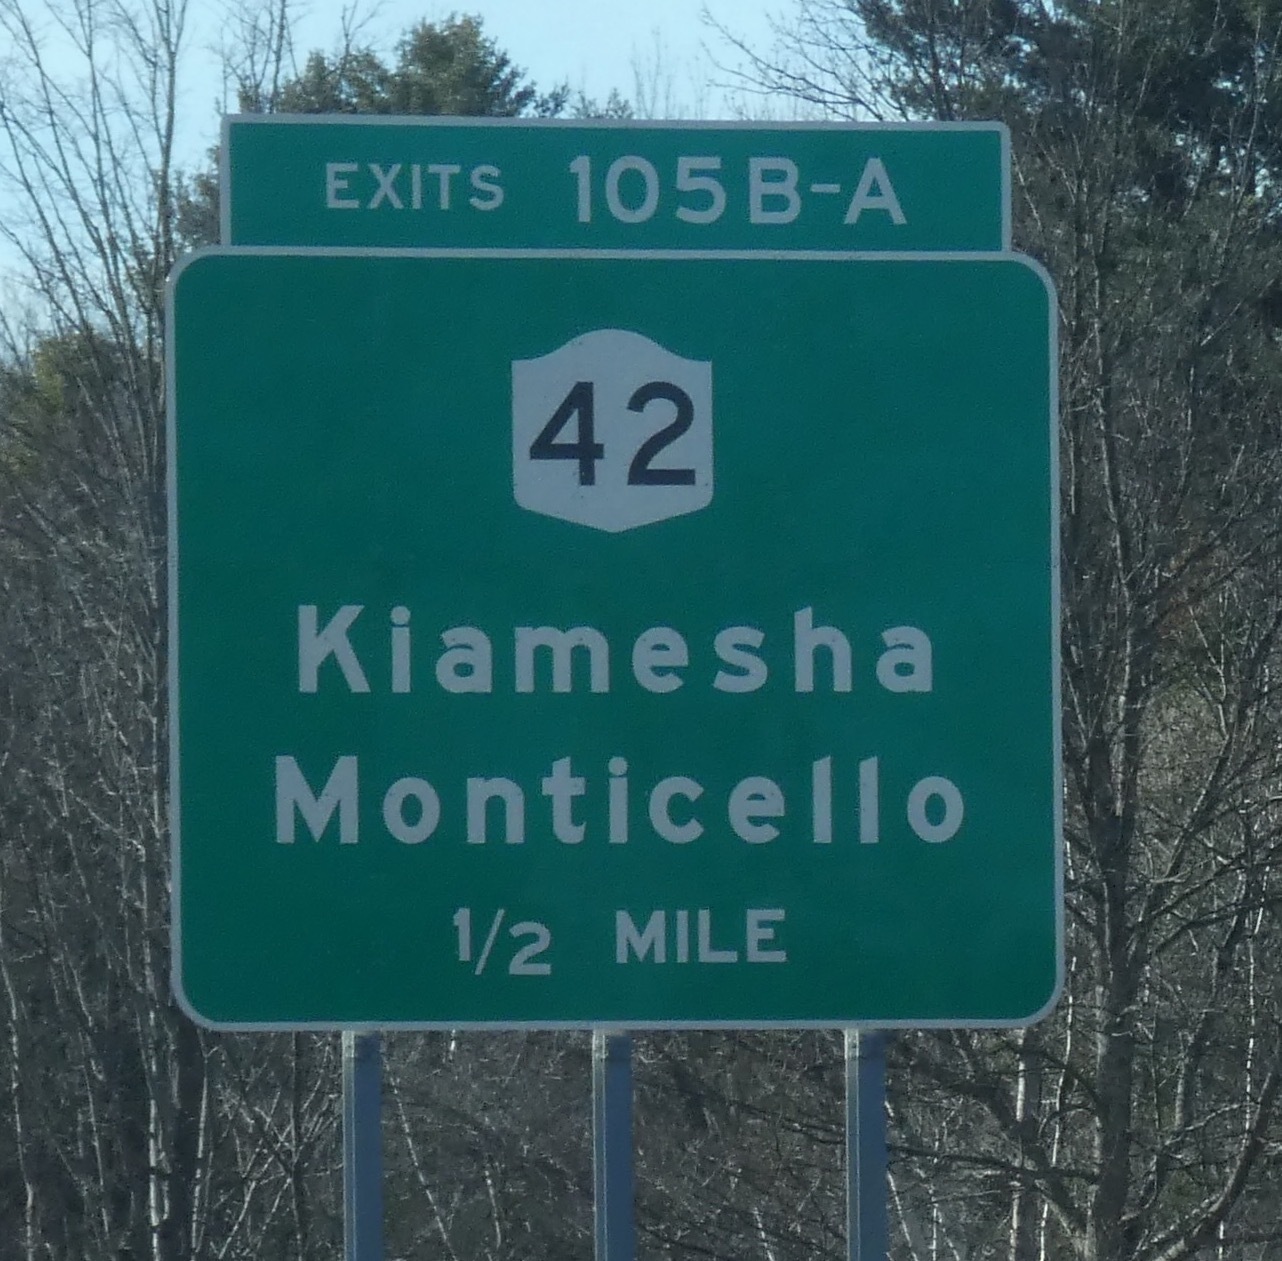 EXITS 105B-A
42
Kiamesha
Monticello
1/2 MILE